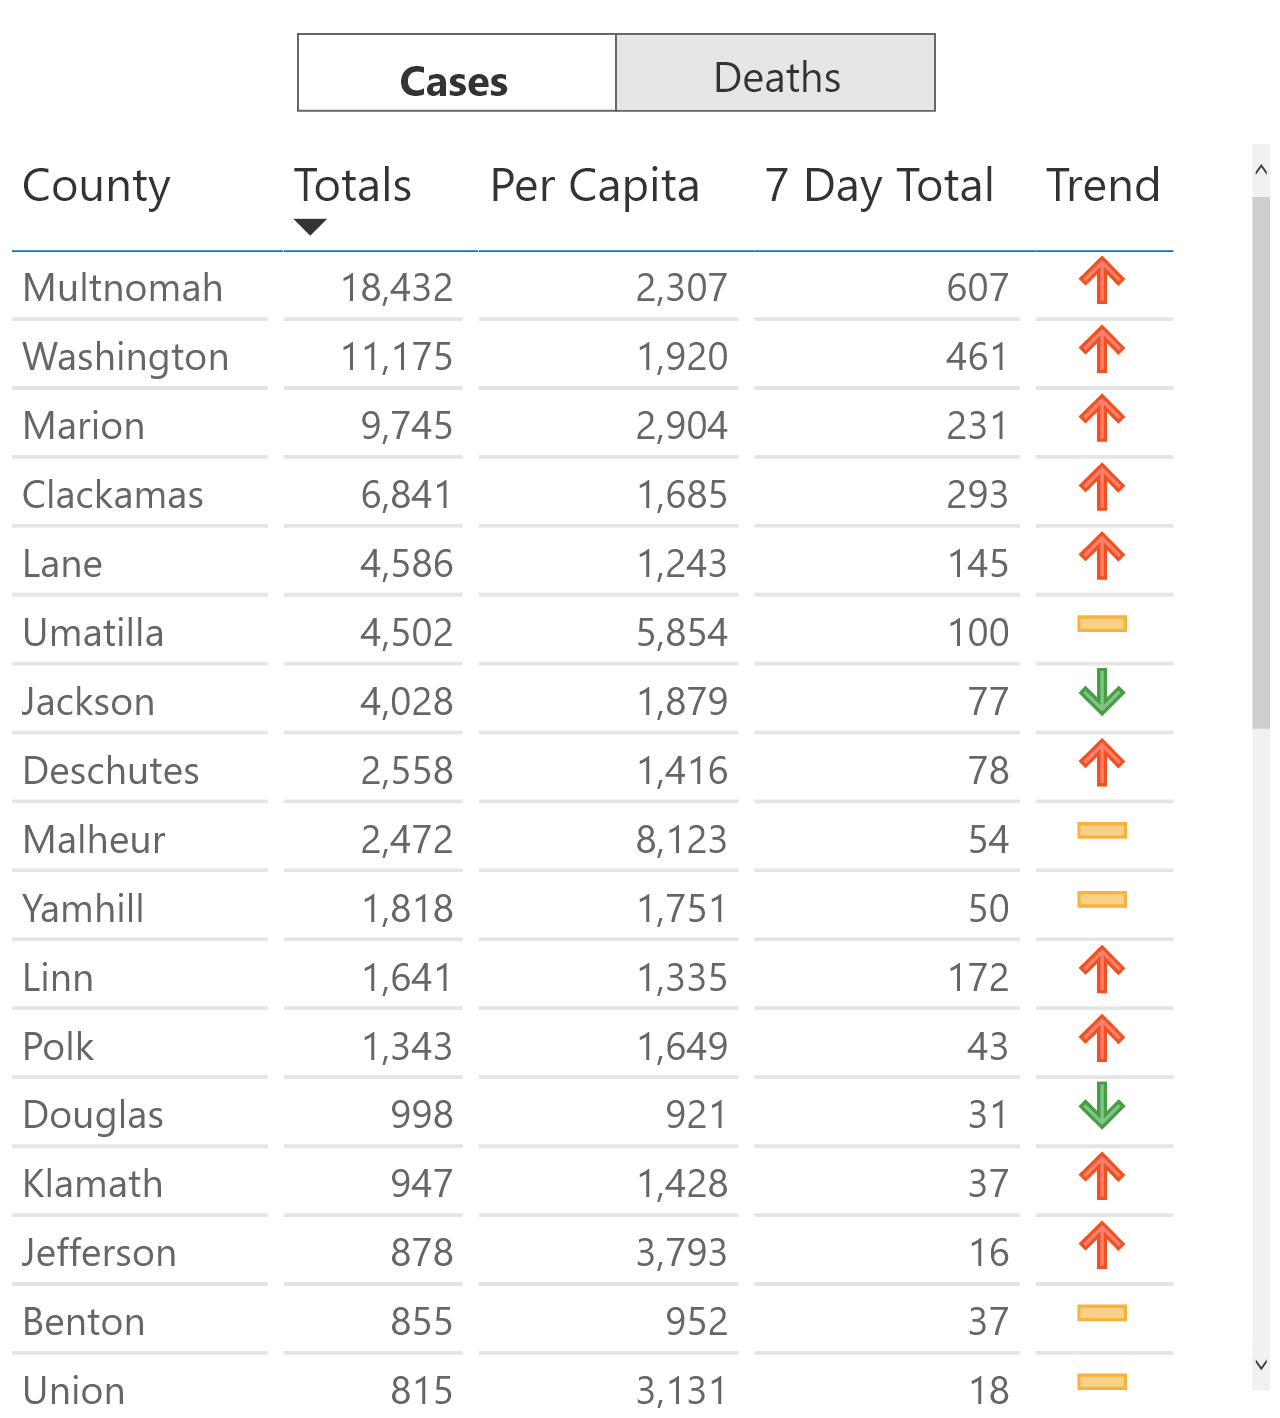 Cases Deaths
County Totals Per Capita 7 Day Total Trend
Multnomah 18,432 2,307 607
Washington 11,175 1,920 461
Marion 9,745 2,904 231
Clackamas 6,841 1,685 293
Lane 4,586 1,243 145
Umatilla 4,502 5,854 100
Jackson 4,028 1,879 77
Deschutes 2,558 1,416 78
Malheur 2,472 8,123 54
Yamhill 1,818 1,751 50
Linn 1,641 1,335 172
Polk 1,343 1,649 43
Douglas 998 921 31
Klamath 947 1,428 37
Jefferson 878 3,793 16
Benton 855 952 37
Union 815 3,131 18